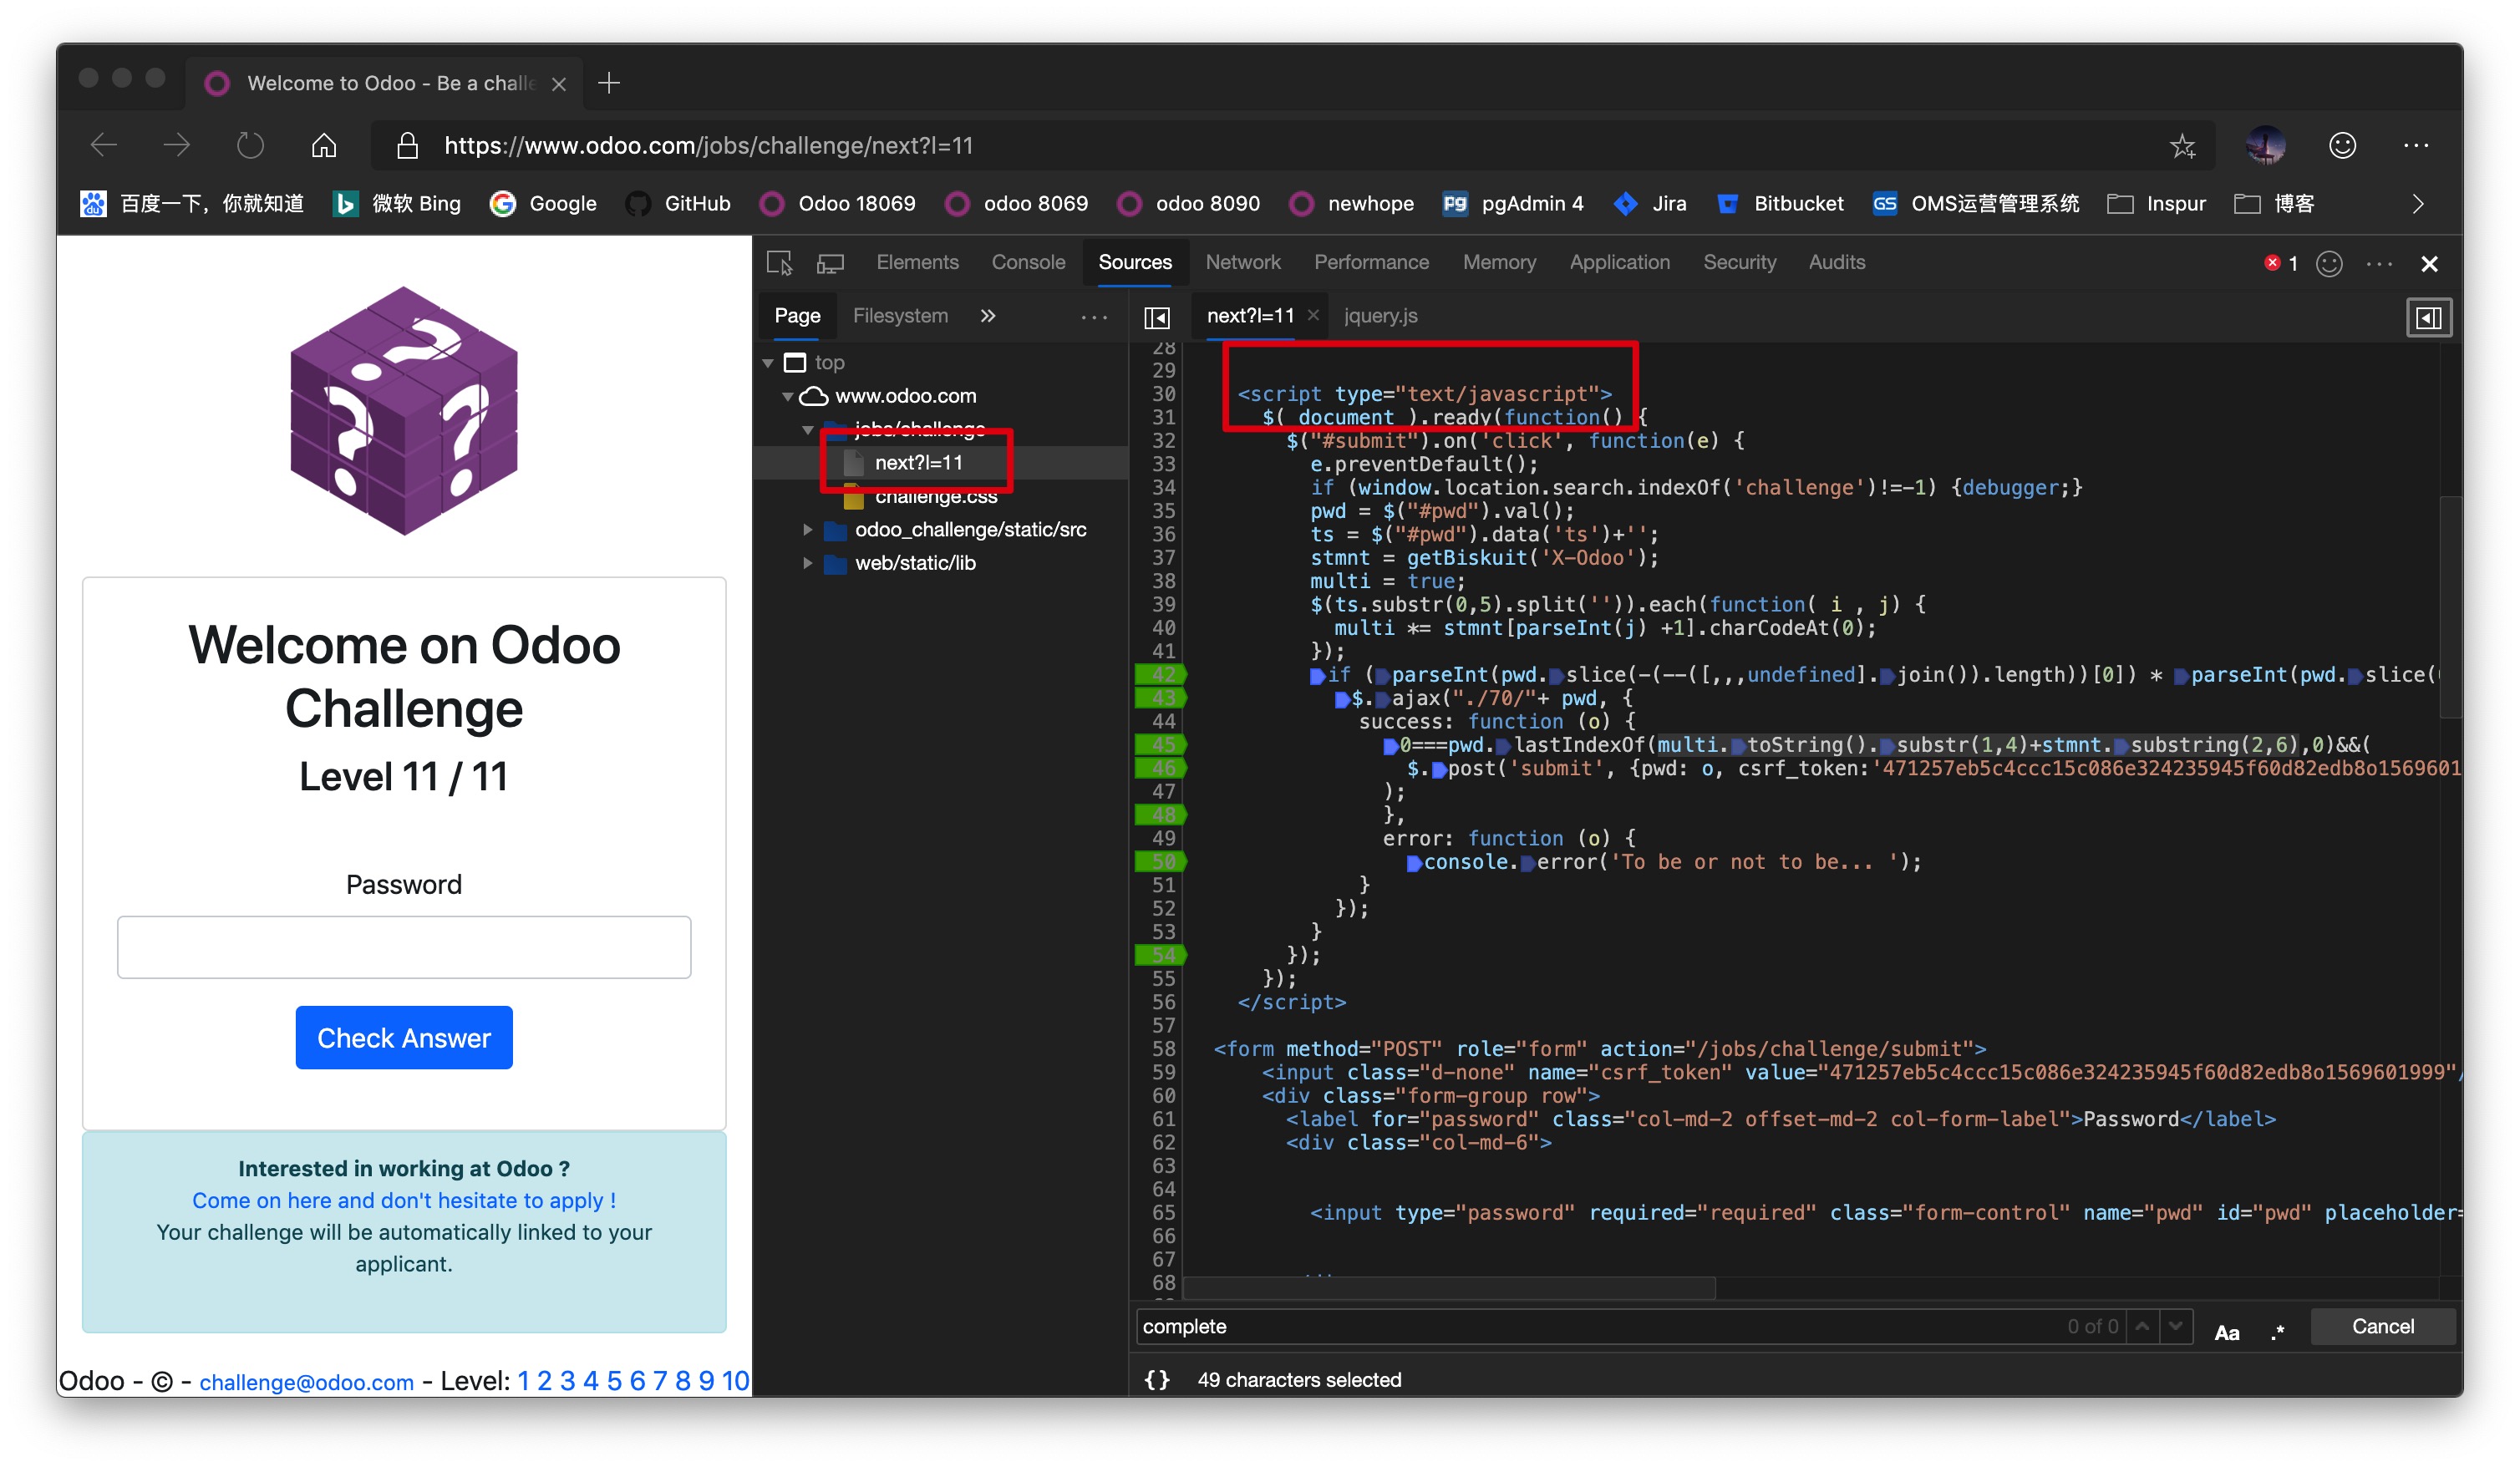 Welcome to Odoo - Be a challe
https://www.odoo.com/jobs/challenge/next?l=11
百度一下，你就知道 微软 Bing Google GitHub Odoo 18069 odoo 8069 odoo 8090 newhope pgAdmin 4 Jira Bitbucket OMS运营管理系统 Inspur 博客
Elements Console Sources Network Performance Memory Application Security Audits 1
Page Filesystem » ...
top
www.odoo.com
jobs/challenge
next?l=11
challenge.css
odoo_challenge/static/src
web/static/lib
next?l=11 jquery.js
28
29
30 <script type="text/javascript">
31 $( document ).ready(function() {
32 $("#submit").on('click', function(e) {
33 e.preventDefault();
34 if (window.location.search.indexOf('challenge')!=-1) {debugger;}
35 pwd = $("#pwd").val();
36 ts = $("#pwd").data('ts')+'';
37 stmnt = getBiskuit('X-Odoo');
38 multi = true;
39 $(ts.substr(0,5).split('')).each(function( i , j) {
40 multi *= stmnt[parseInt(j) +1].charCodeAt(0);
41 });
42 if (parseInt(pwd.slice(-(--([,,,undefined].join()).length))[0]) * parseInt(pwd.slice(
43 $.ajax("./70/"+ pwd, {
44 success: function (o) {
45 0===pwd.lastIndexOf(multi.toString().substr(1,4)+stmnt.substring(2,6),0)&&(
46 $.post('submit', {pwd: o, csrf_token:'471257eb5c4ccc15c086e324235945f60d82edb8o1569601
47 );
48 },
49 error: function (o) {
50 console.error('To be or not to be... ');
51 }
52 });
53 }
54 });
55 });
56 </script>
57
58 <form method="POST" role="form" action="/jobs/challenge/submit">
59 <input class="d-none" name="csrf_token" value="471257eb5c4ccc15c086e324235945f60d82edb8o1569601999"/
60 <div class="form-group row">
61 <label for="password" class="col-md-2 offset-md-2 col-form-label">Password</label>
62 <div class="col-md-6">
63
64
65 <input type="password" required="required" class="form-control" name="pwd" id="pwd" placeholder=
66
67
68
complete 0 of 0 Aa .* Cancel
{} 49 characters selected
Welcome on Odoo
Challenge
Level 11 / 11
Password
Check Answer
Interested in working at Odoo ?
Come on here and don't hesitate to apply !
Your challenge will be automatically linked to your
applicant.
Odoo - © - challenge@odoo.com - Level: 1 2 3 4 5 6 7 8 9 10